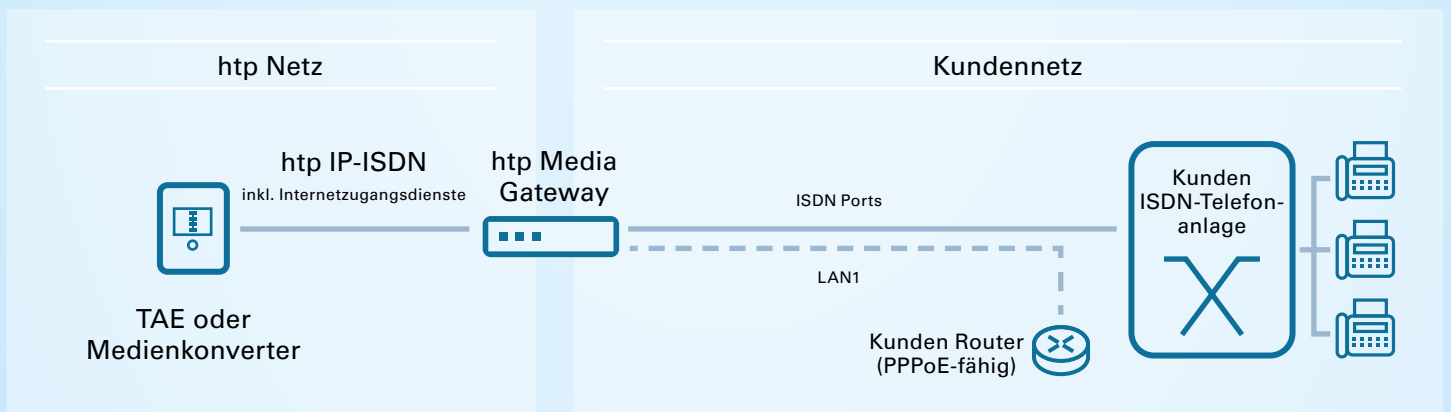 htp Netz
Kundennetz
htp IP-ISDN
inkl. Internetzugangsdienste
htp Media
Gateway
ISDN Ports
LAN1
Kunden
ISDN-Telefon-
anlage
TAE oder
Medienkonverter
Kunden Router
(PPPoE-fähig)